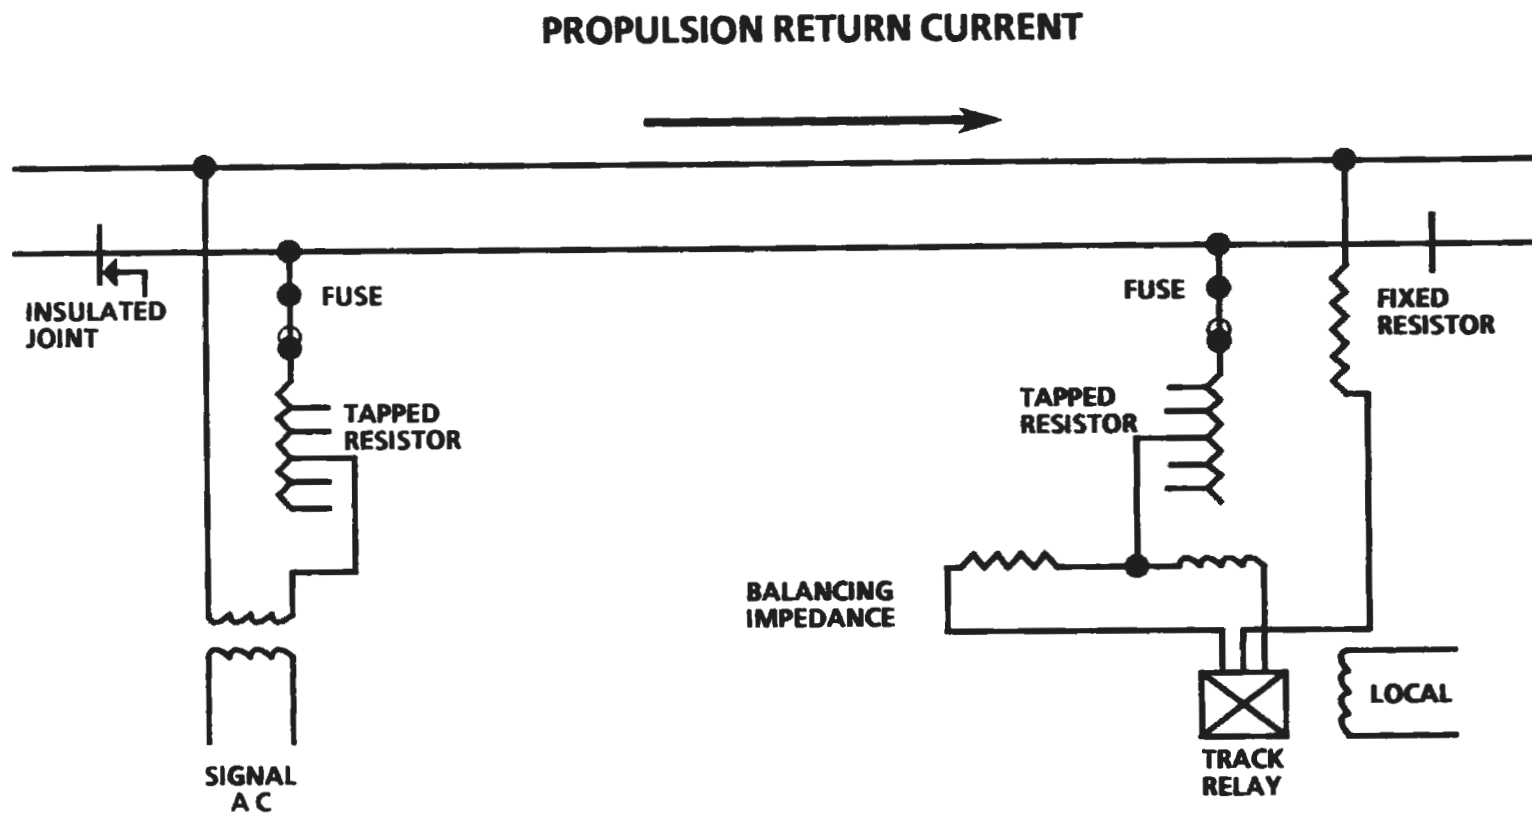 PROPULSION RETURN CURRENT
INSULATED
JOINT
FUSE
FUSE
FIXED
RESISTOR
TAPPED
RESISTOR
TAPPED
RESISTOR
BALANCING
IMPEDANCE
LOCAL
SIGNAL
A C
TRACK
RELAY